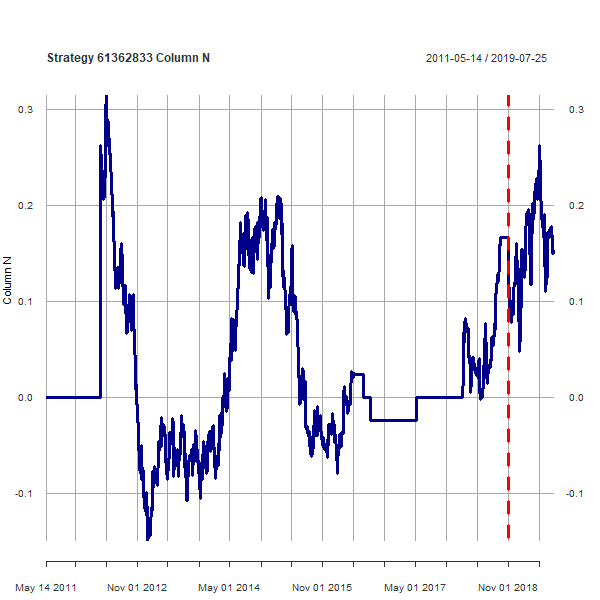 Strategy 61362833 Column N
2011-05-14 / 2019-07-25
0.3 0.3
0.2 0.2
0.1 0.1
0.0 0.0
-0.1 -0.1
Column N
May 14 2011 Nov 01 2012 May 01 2014 Nov 01 2015 May 01 2017 Nov 01 2018